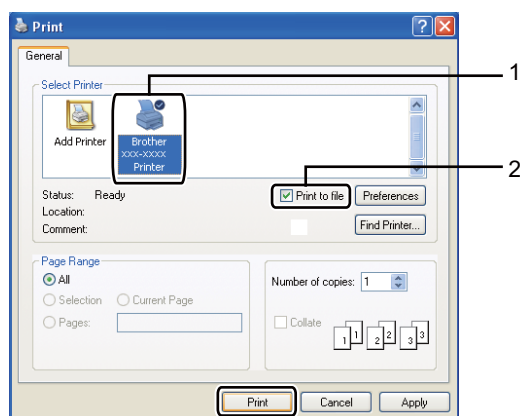 Print
General
Select Printer
1
Add Printer
Brother
xxx-xxxx
Printer
2
Status: Ready
Print to file
Preferences
Location:
Comment:
Find Printer...
Page Range
All
Number of copies: 1
Selection
Current Page
Pages:
Collate
1 1 2 2 3 3
Print
Cancel
Apply